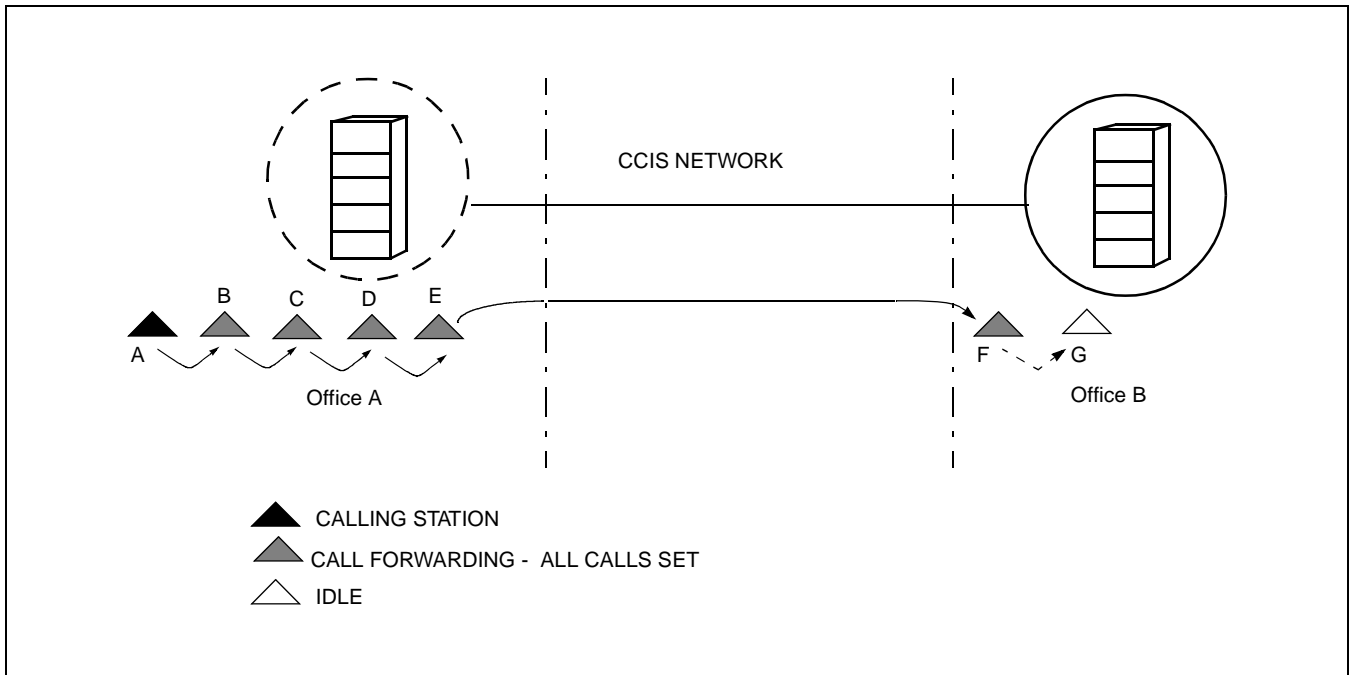 CCIS NETWORK
B C D E
A F G
Office A Office B
CALLING STATION
CALL FORWARDING - ALL CALLS SET
IDLE